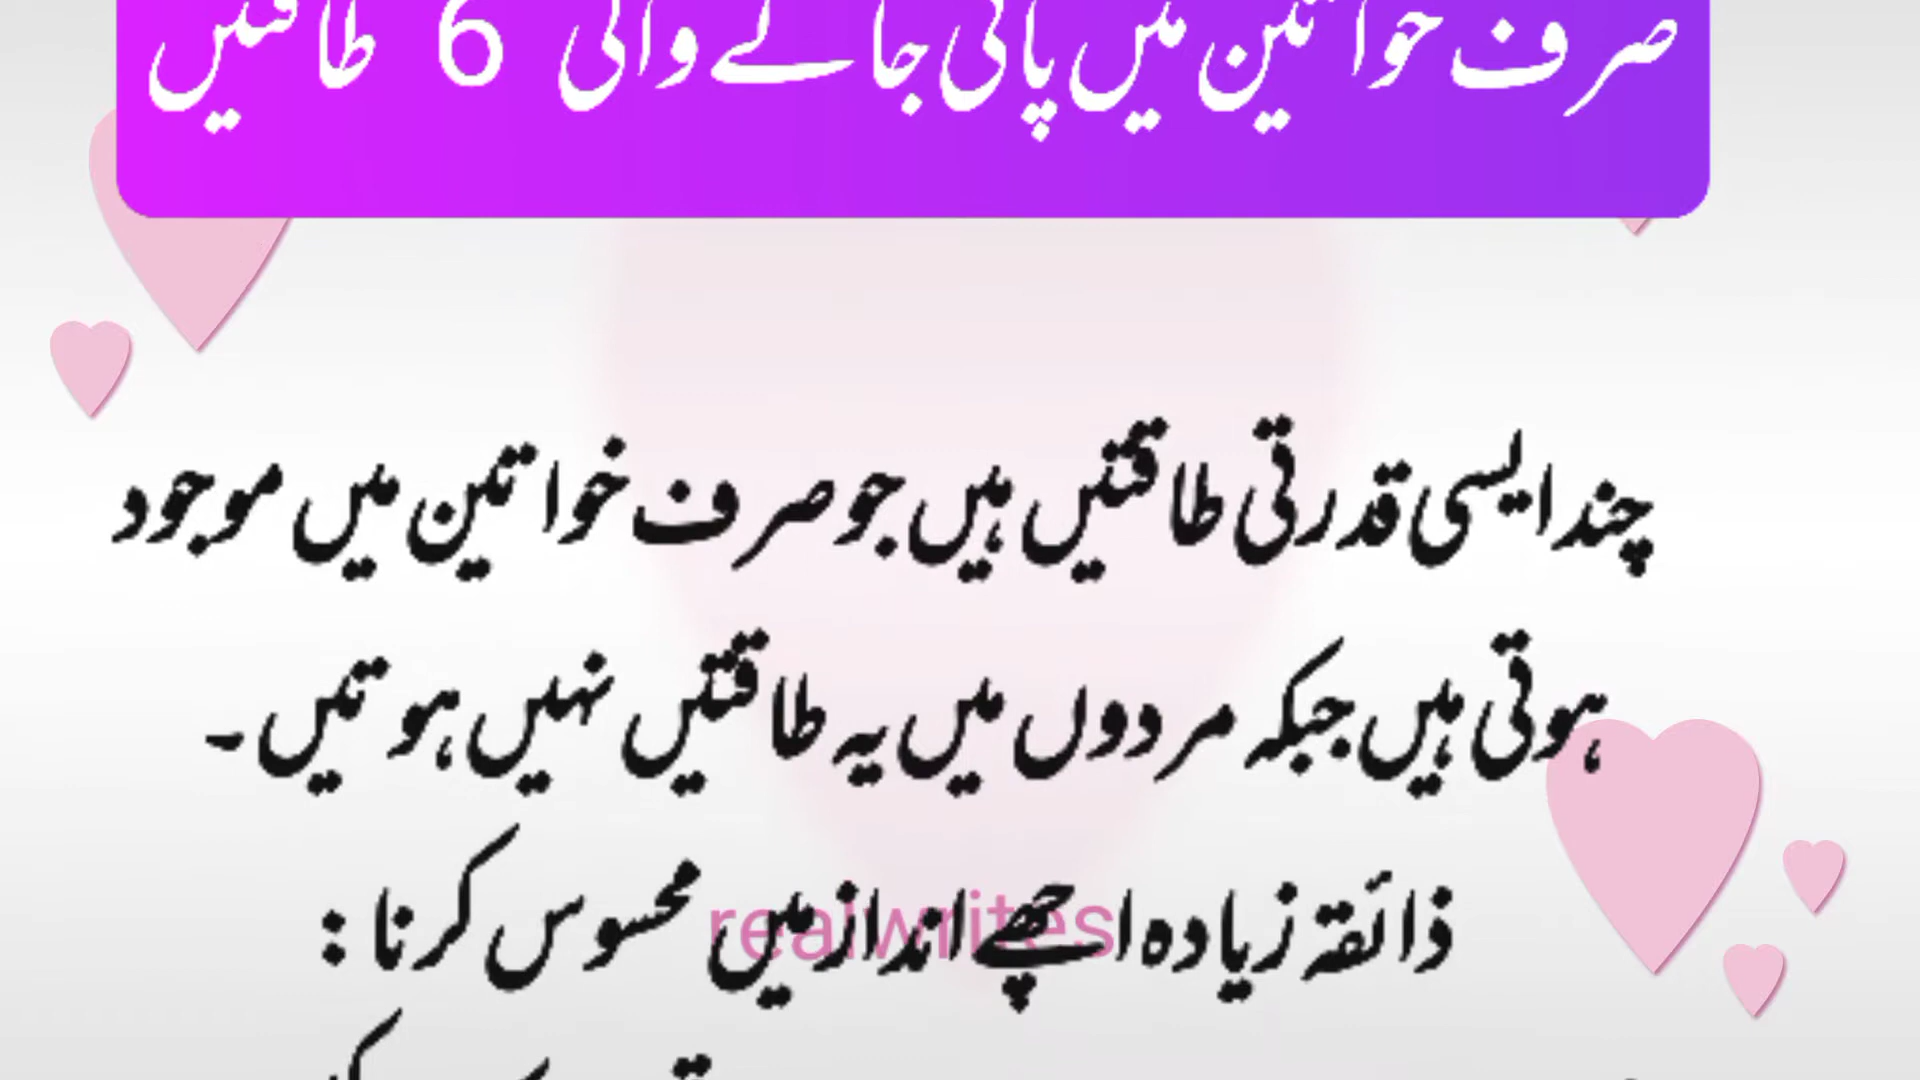 صرف خواتین میں پائی جانے والی 6 طاقتیں
چند ایسی قدرتی طاقتیں ہیں جو صرف خواتین میں موجود
ہوتی ہیں جبکہ مردوں میں یہ طاقتیں نہیں ہوتیں۔
ذائقہ زیادہ اچھے انداز میں محسوس کرنا :
realwrites